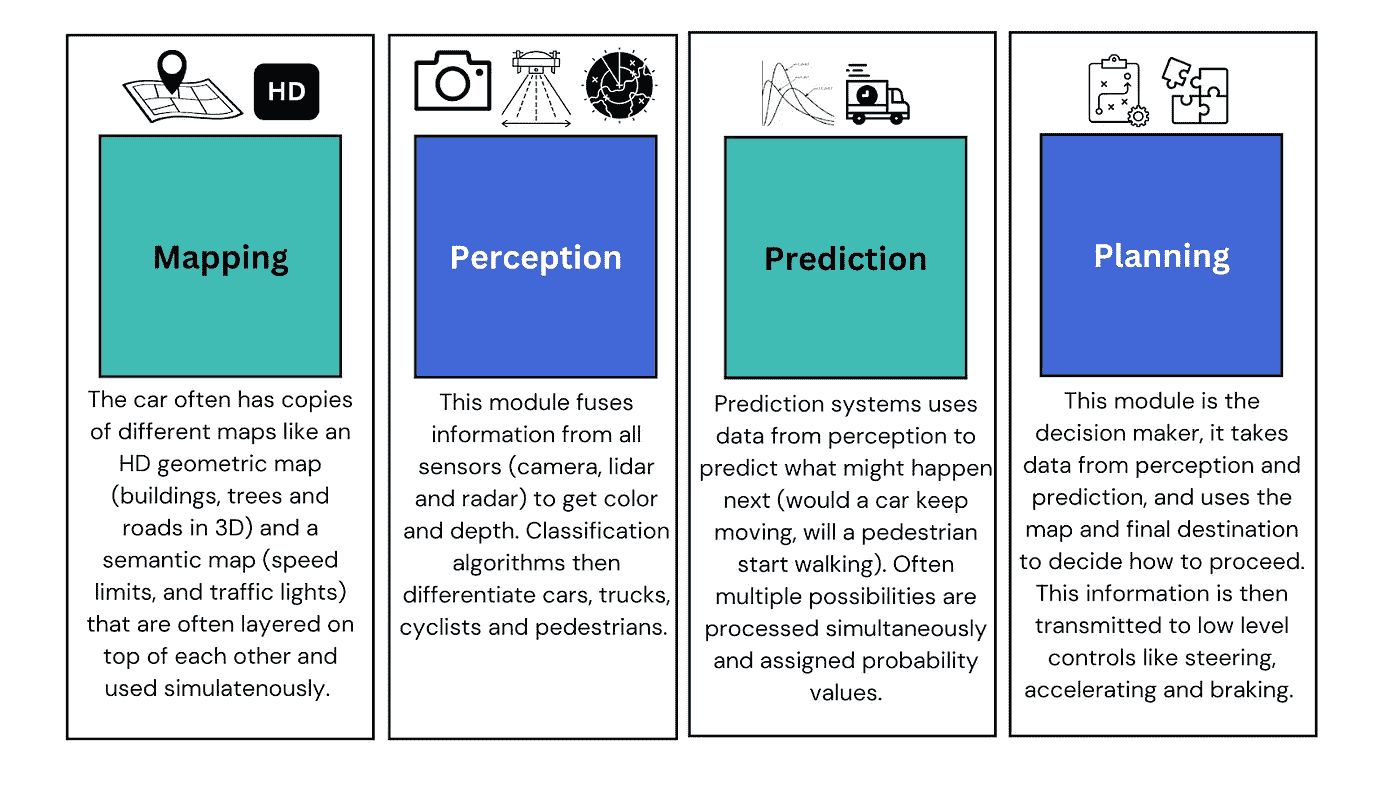 HD
Mapping
The car often has copies
of different maps like an
HD geometric map
(buildings, trees and
roads in 3D) and a
semantic map (speed
limits, and traffic lights)
that are often layered on
top of each other and
used simulatenously.
Perception
This module fuses
information from all
sensors (camera, lidar
and radar) to get color
and depth. Classification
algorithms then
differentiate cars, trucks,
cyclists and pedestrians.
Prediction
Prediction systems uses
data from perception to
predict what might happen
next (would a car keep
moving, will a pedestrian
start walking). Often
multiple possibilities are
processed simultaneously
and assigned probability
values.
Planning
This module is the
decision maker, it takes
data from perception and
prediction, and uses the
map and final destination
to decide how to proceed.
This information is then
transmitted to low level
controls like steering,
accelerating and braking.